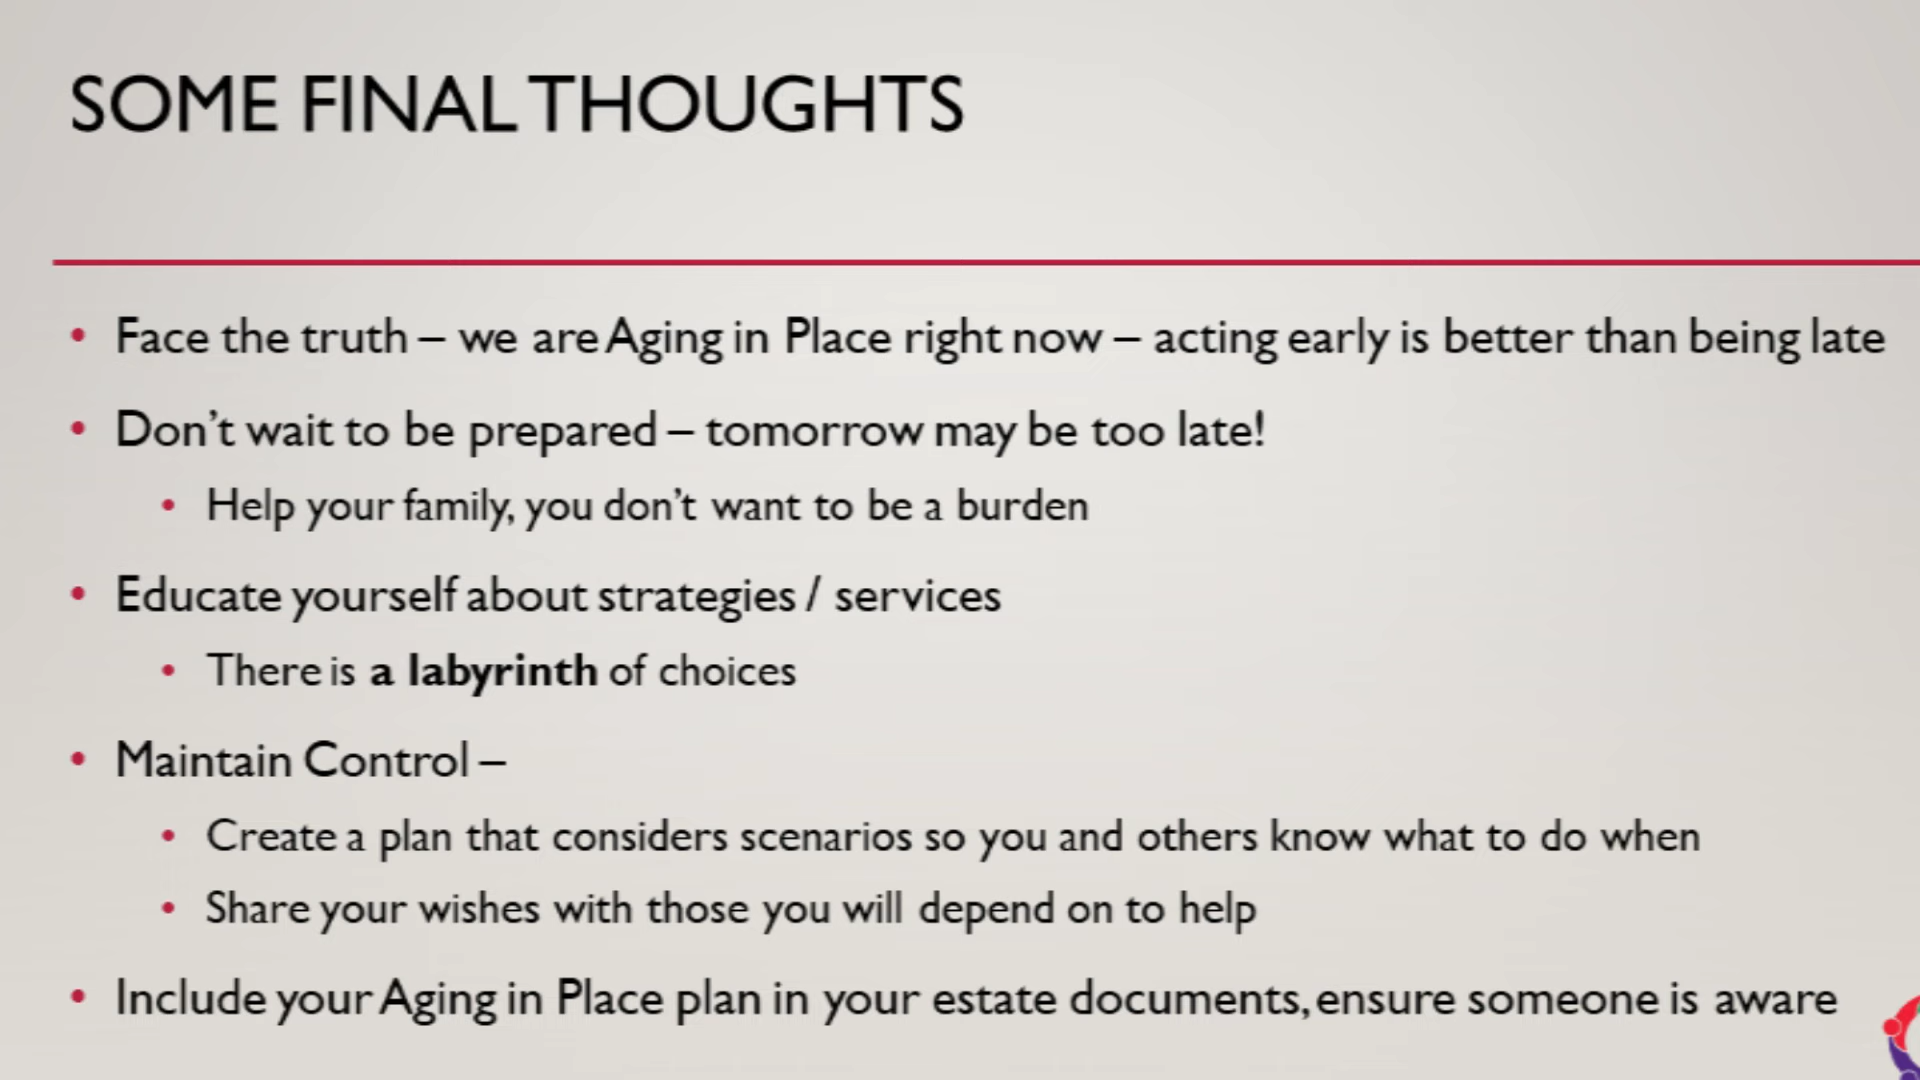 SOME FINAL THOUGHTS
• Face the truth – we are Aging in Place right now – acting early is better than being late
• Don’t wait to be prepared – tomorrow may be too late!
• Help your family, you don’t want to be a burden
• Educate yourself about strategies / services
• There is a labyrinth of choices
• Maintain Control –
• Create a plan that considers scenarios so you and others know what to do when
• Share your wishes with those you will depend on to help
• Include your Aging in Place plan in your estate documents, ensure someone is aware